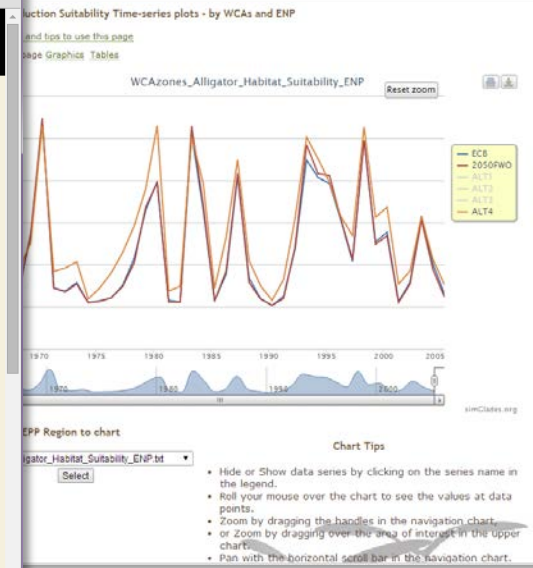 luction Suitability Time-series plots - by WCAs and ENP
and tips to use this page
page Graphics Tables
WCAzones_Alligator_Habitat_Suitability_ENP
Reset zoom
ECB
2050FWO
ALT1
ALT2
ALT3
ALT4
1970 1975 1980 1985 1990 1995 2000 2005
1970 1980 1990 2000
simGlades.org
EPP Region to chart
igator_Habitat_Suitability_ENP.txt
Select
Chart Tips
• Hide or Show data series by clicking on the series name in
the legend.
• Roll your mouse over the chart to see the values at data
points.
• Zoom by dragging the handles in the navigation chart,
• or Zoom by dragging over the area of interest in the upper
chart.
• Pan with the horizontal scroll bar in the navigation chart.